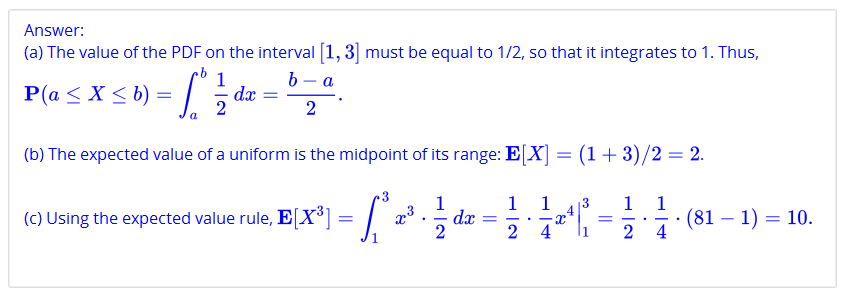 Answer:
(a) The value of the PDF on the interval [1, 3] must be equal to 1/2, so that it integrates to 1. Thus,
P(a ≤ X ≤ b) = ∫_a^b 1/2 dx = (b − a)/2.
(b) The expected value of a uniform is the midpoint of its range: E[X] = (1 + 3)/2 = 2.
(c) Using the expected value rule, E[X³] = ∫_1^3 x³ · 1/2 dx = 1/2 · 1/4 x⁴|_1^3 = 1/2 · 1/4 · (81 − 1) = 10.